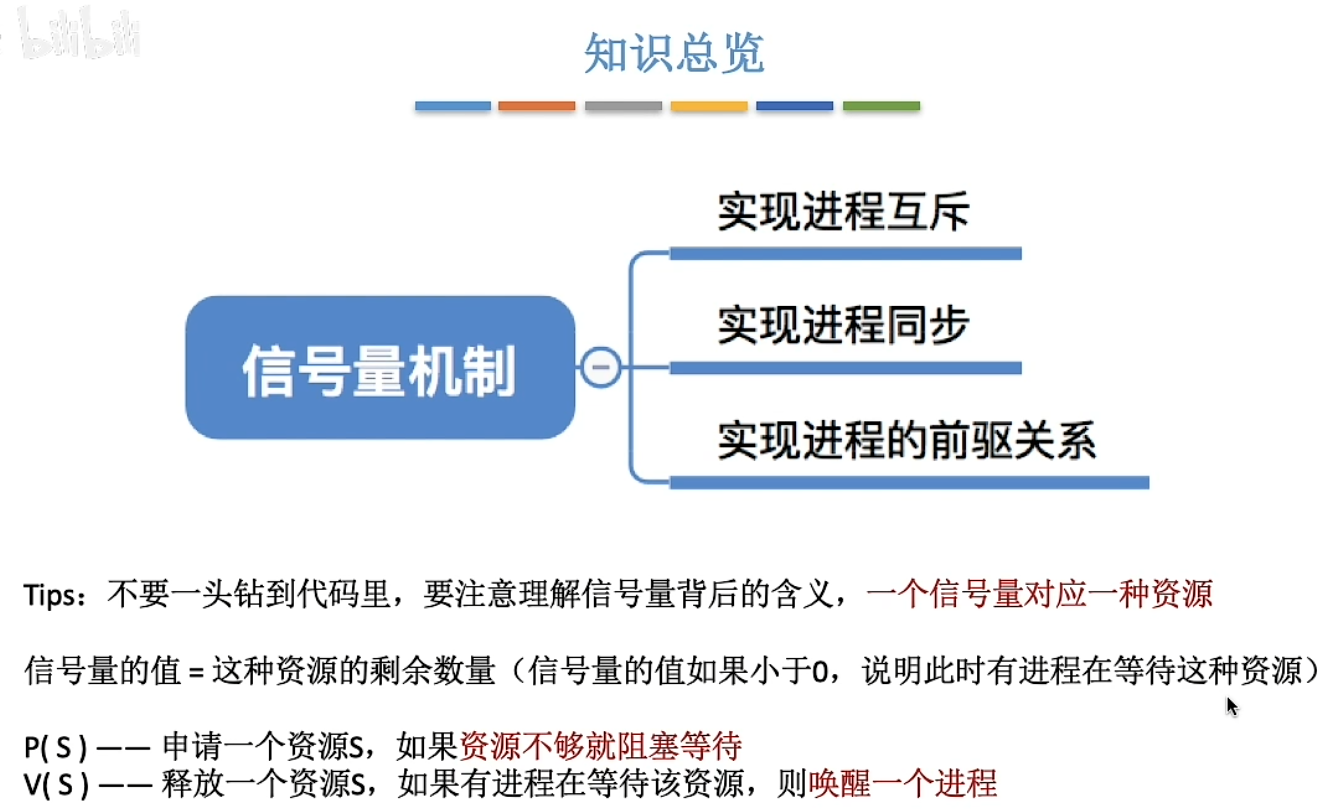 bilibili
知识总览
实现进程互斥
实现进程同步
信号量机制
实现进程的前驱关系
Tips：不要一头钻到代码里，要注意理解信号量背后的含义，一个信号量对应一种资源
信号量的值 = 这种资源的剩余数量（信号量的值如果小于0，说明此时有进程在等待这种资源）
P( S ) —— 申请一个资源S，如果资源不够就阻塞等待
V( S ) —— 释放一个资源S，如果有进程在等待该资源，则唤醒一个进程